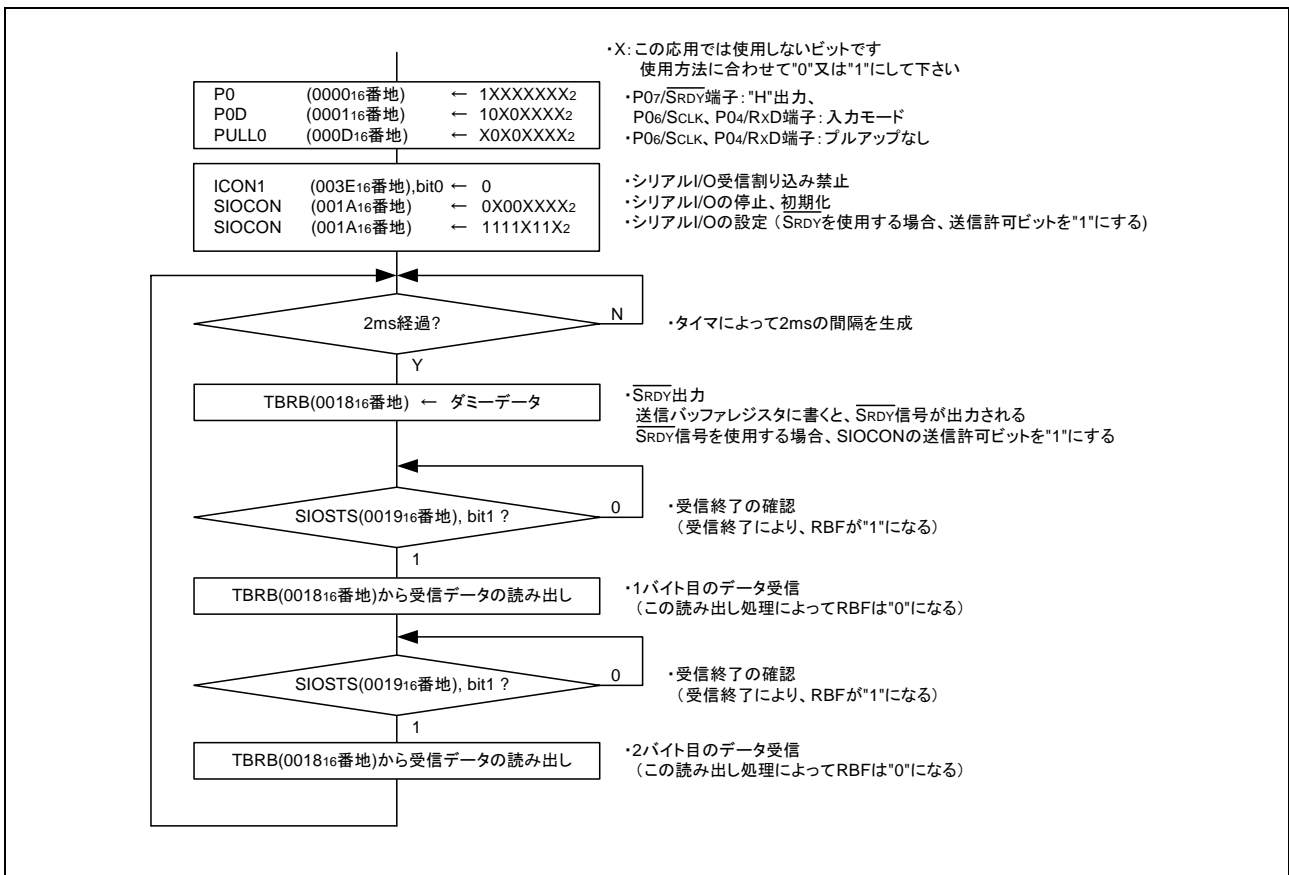 ・X：この応用では使用しないビットです
使用方法に合わせて"0"又は"1"にして下さい
P0 (000016番地) ← 1XXXXXXX2
P0D (000116番地) ← 10X0XXXX2
PULL0 (000D16番地) ← X0X0XXXX2
・P07/SRDY端子："H"出力、
P06/SCLK、P04/RXD端子：入力モード
・P06/SCLK、P04/RXD端子：プルアップなし
ICON1 (003E16番地),bit0 ← 0
SIOCON (001A16番地) ← 0X00XXXX2
SIOCON (001A16番地) ← 1111X11X2
・シリアルI/O受信割り込み禁止
・シリアルI/Oの停止、初期化
・シリアルI/Oの設定（SRDYを使用する場合、送信許可ビットを"1"にする)
2ms経過？
N
・タイマによって2msの間隔を生成
Y
TBRB(001816番地) ← ダミーデータ
・SRDY出力
送信バッファレジスタに書くと、SRDY信号が出力される
SRDY信号を使用する場合、SIOCONの送信許可ビットを"1"にする
SIOSTS(001916番地), bit1 ?
0
・受信終了の確認
（受信終了により、RBFが"1"になる）
1
TBRB(001816番地)から受信データの読み出し
・1バイト目のデータ受信
（この読み出し処理によってRBFは"0"になる）
SIOSTS(001916番地), bit1 ?
0
・受信終了の確認
（受信終了により、RBFが"1"になる）
1
TBRB(001816番地)から受信データの読み出し
・2バイト目のデータ受信
（この読み出し処理によってRBFは"0"になる）